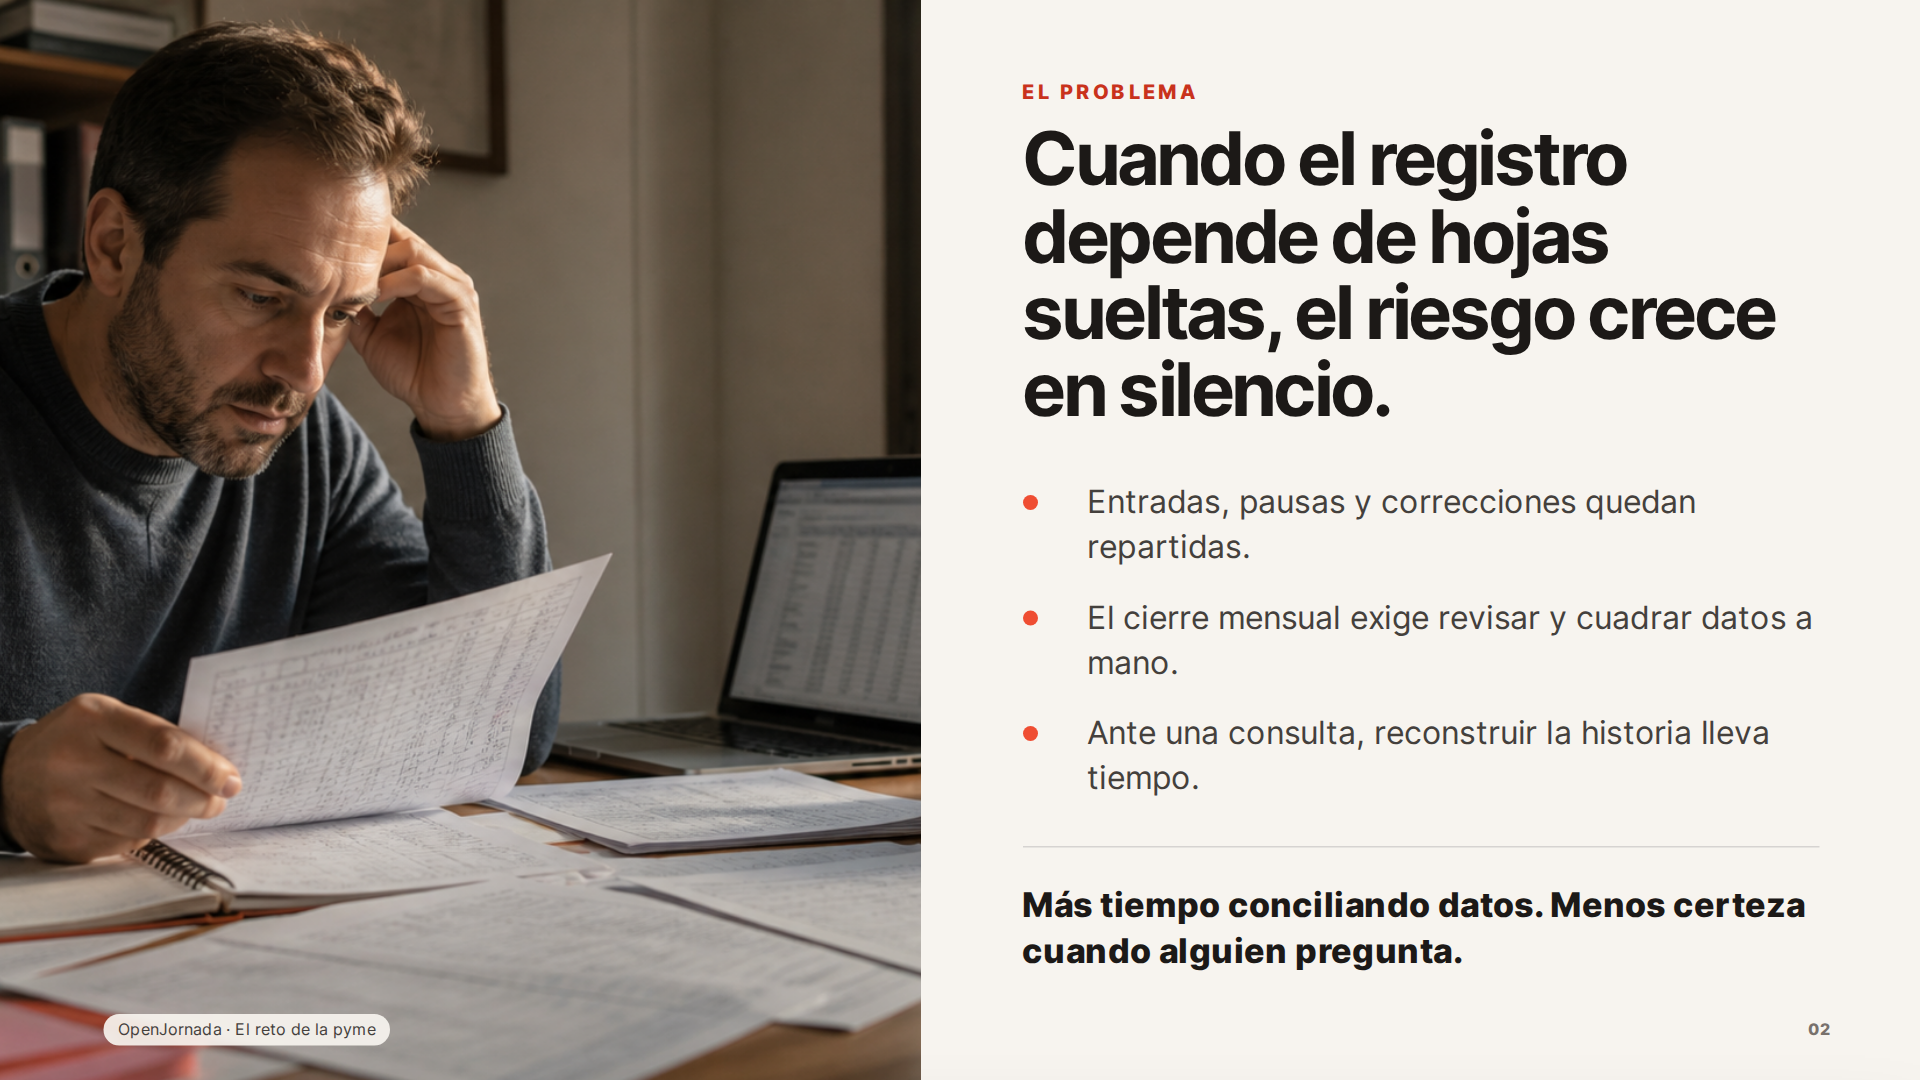 EL PROBLEMA
Cuando el registro
depende de hojas
sueltas, el riesgo crece
en silencio.
Entradas, pausas y correcciones quedan
repartidas.
El cierre mensual exige revisar y cuadrar datos a
mano.
Ante una consulta, reconstruir la historia lleva
tiempo.
Más tiempo conciliando datos. Menos certeza
cuando alguien pregunta.
OpenJornada · El reto de la pyme
02